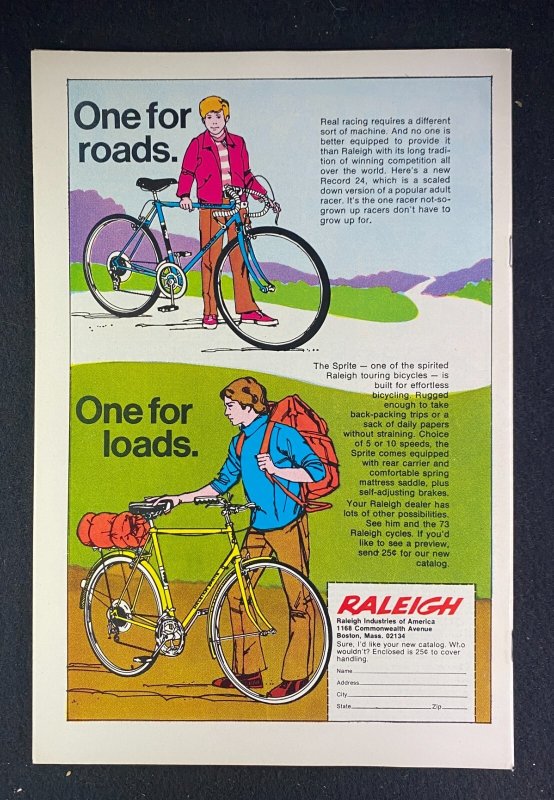 One for
roads.
Real racing requires a different
sort of machine. And no one is
better equipped to provide it
than Raleigh with its long tradi-
tion of winning competition all
over the world. Here's a new
Record 24, which is a scaled
down version of a popular adult
racer. It's the one racer not-so-
grown up racers don't have to
grow up for.
The Sprite — one of the spirited
Raleigh touring bicycles — is
built for effortless
bicycling. Rugged
enough to take
back-packing trips or a
sack of daily papers
without straining. Choice
of 5 or 10 speeds, the
Sprite comes equipped
with rear carrier and
comfortable spring
mattress saddle, plus
self-adjusting brakes.
Your Raleigh dealer has
lots of other possibilities.
See him and the 73
Raleigh cycles. If you'd
like to see a preview,
send 25¢ for our new
catalog.
One for
loads.
RALEIGH
Raleigh Industries of America
1168 Commonwealth Avenue
Boston, Mass. 02134
Sure, I'd like your new catalog. Who
wouldn't? Enclosed is 25¢ to cover
handling.
Name
Address
City
State Zip